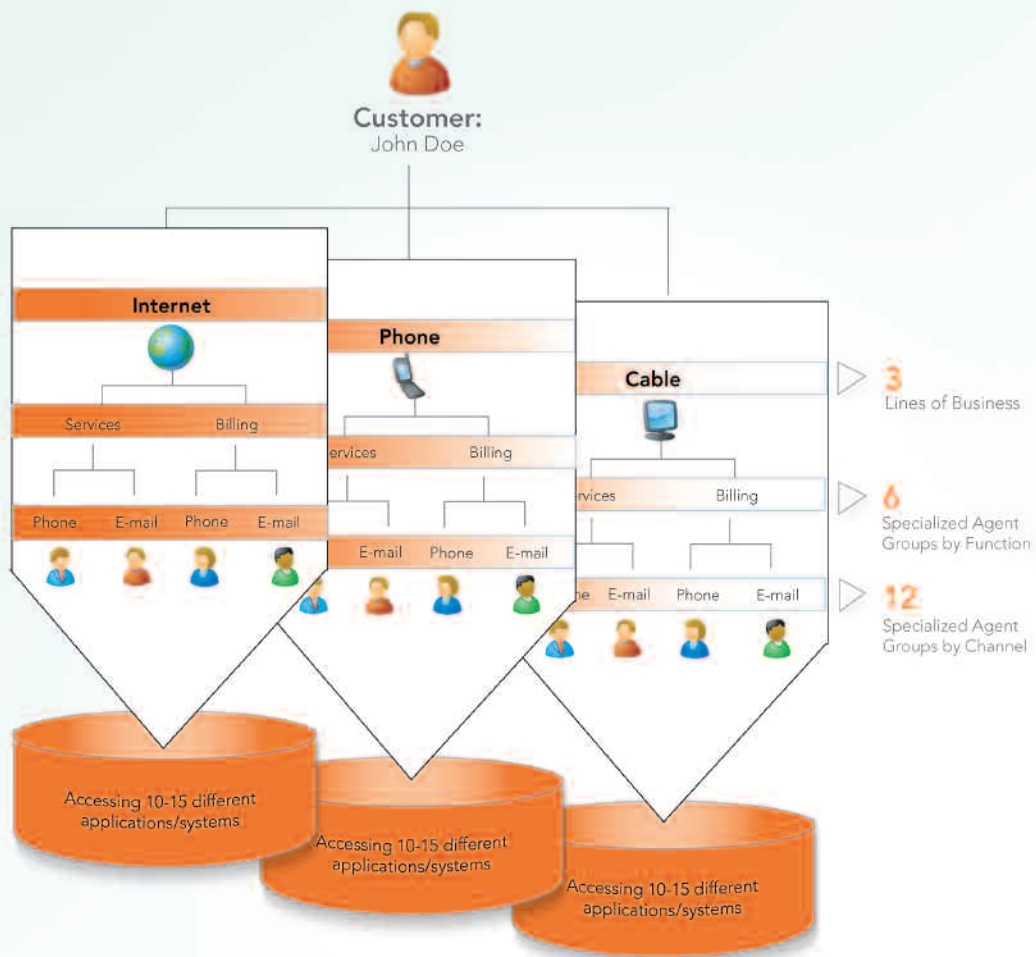 Customer:
John Doe
Internet
Services Billing
Phone E-mail Phone E-mail
Accessing 10-15 different
applications/systems
Phone
ervices Billing
E-mail Phone E-mail
Accessing 10-15 different
applications/systems
Cable
ervices Billing
ne E-mail Phone E-mail
Accessing 10-15 different
applications/systems
3
Lines of Business
6
Specialized Agent
Groups by Function
12
Specialized Agent
Groups by Channel